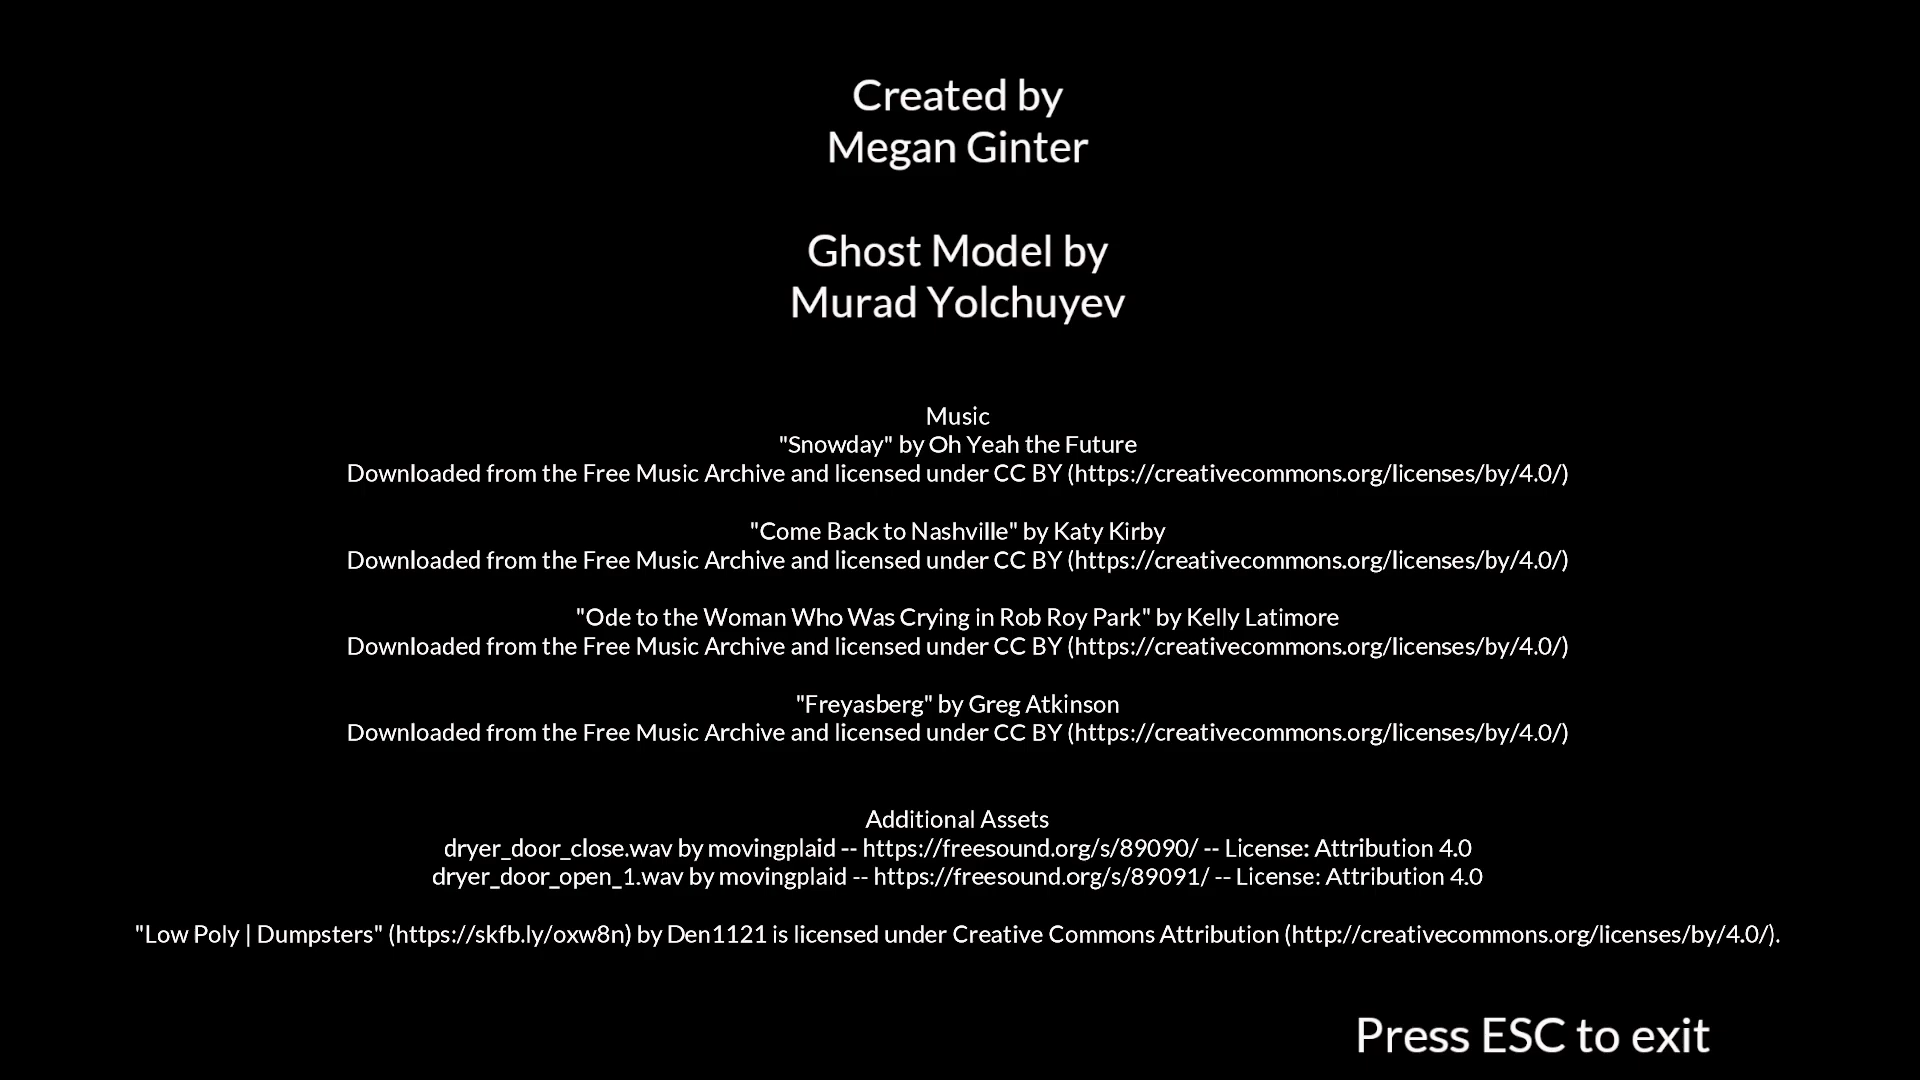 Created by
Megan Ginter
Ghost Model by
Murad Yolchuyev
Music
"Snowday" by Oh Yeah the Future
Downloaded from the Free Music Archive and licensed under CC BY (https://creativecommons.org/licenses/by/4.0/)
"Come Back to Nashville" by Katy Kirby
Downloaded from the Free Music Archive and licensed under CC BY (https://creativecommons.org/licenses/by/4.0/)
"Ode to the Woman Who Was Crying in Rob Roy Park" by Kelly Latimore
Downloaded from the Free Music Archive and licensed under CC BY (https://creativecommons.org/licenses/by/4.0/)
"Freyasberg" by Greg Atkinson
Downloaded from the Free Music Archive and licensed under CC BY (https://creativecommons.org/licenses/by/4.0/)
Additional Assets
dryer_door_close.wav by movingplaid -- https://freesound.org/s/89090/ -- License: Attribution 4.0
dryer_door_open_1.wav by movingplaid -- https://freesound.org/s/89091/ -- License: Attribution 4.0
"Low Poly | Dumpsters" (https://skfb.ly/oxw8n) by Den1121 is licensed under Creative Commons Attribution (http://creativecommons.org/licenses/by/4.0/).
Press ESC to exit